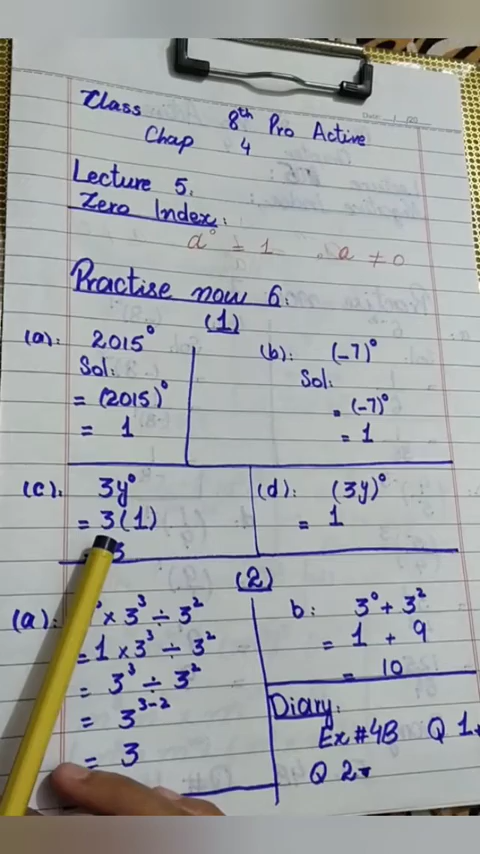 Class 8th Pro Active
Chap 4
Lecture 5.
Zero Index:
a° = 1 a ≠ 0
Practise now 6.
(1)
(a). 2015°
Sol:
= (2015)°
= 1
(b): (-7)°
Sol:
= (-7)°
= 1
(c). 3y°
= 3(1)
(d): (3y)°
= 1
(2)
(a). × 3³ ÷ 3²
= 1 × 3³ ÷ 3²
= 3³ ÷ 3²
= 3³⁻²
= 3
b: 3° + 3²
= 1 + 9
= 10
Diary:
Ex #4B Q 1
Q 2